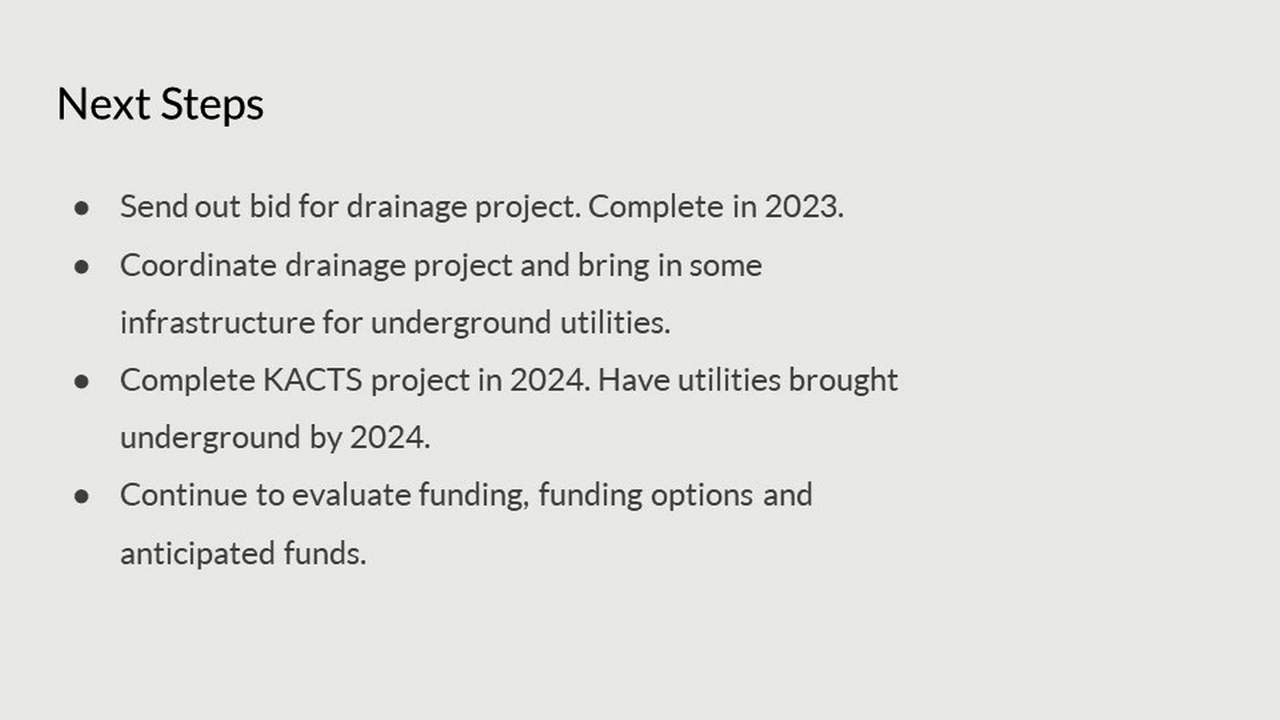 Next Steps
● Send out bid for drainage project. Complete in 2023.
● Coordinate drainage project and bring in some
infrastructure for underground utilities.
● Complete KACTS project in 2024. Have utilities brought
underground by 2024.
● Continue to evaluate funding, funding options and
anticipated funds.